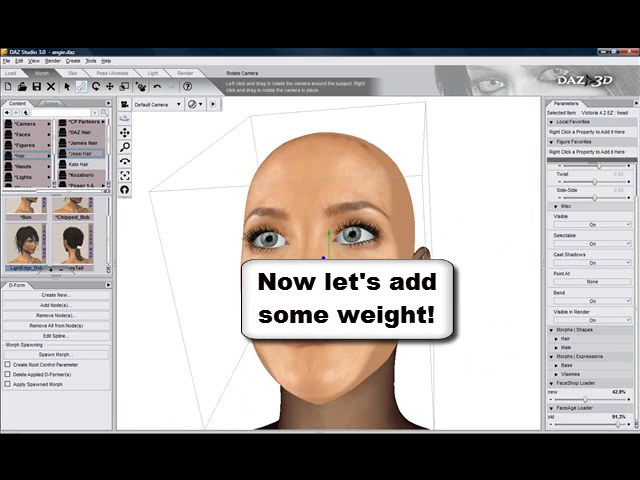 DAZ Studio 3.0 - angie.daz
File Edit View Render Create Tools Help
Load Morph Skin Pose / Animate Layer Light Render
Rotate Camera
Left click and drag to rotate the camera around the subject. Right
click and drag to rotate the camera in place.
DAZ 3D
Content
*Camera
*Faces
*Figures
*Hair
*Hands
*Lights
*CP Partners
*DAZ Hair
*James Hair
*Jessi Hair
Kate Hair
*Kozaburo
*Poser 1-6
*Bun
*Chipped_Bob
LightEdge_Bob
D-Form
Create New...
Add Node(s)...
Remove Node(s)...
Remove All from Node(s)...
Edit Spline...
Morph Spawning
Spawn Morph...
Create Root Control Parameter
Delete Applied D-Former(s)
Apply Spawned Morph
Default Camera
Now let's add
some weight!
Parameters
Selected Item: Victoria 4.2 EZ : head
Local Favorites
Right Click a Property to Add it Here
Figure Favorites
Right Click a Property to Add it Here
Twist
Side-Side
Misc
Visible
On
Selectable
On
Cast Shadows
On
Point At
None
Bend
On
Visible in Render
On
Morphs | Shapes
Hair
Male
Morphs | Expressions
Base
Visemes
FaceShop Loader
new 42.9%
FaceAge Loader
old 91.3%